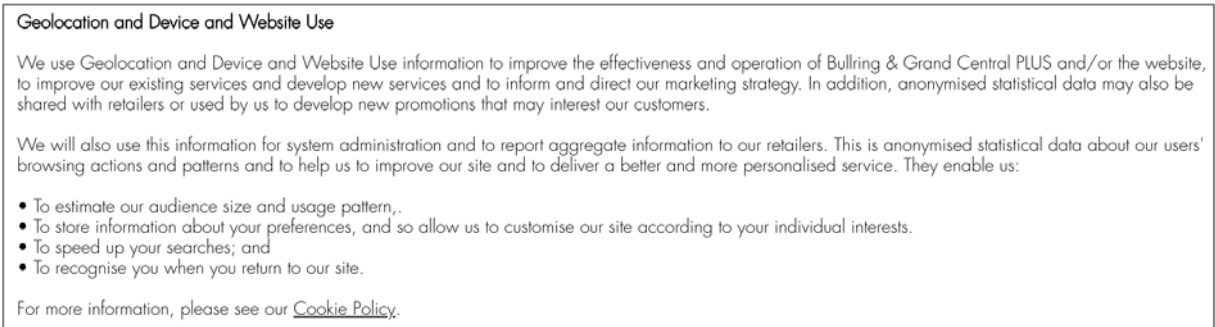 Geolocation and Device and Website Use
We use Geolocation and Device and Website Use information to improve the effectiveness and operation of Bullring & Grand Central PLUS and/or the website,
to improve our existing services and develop new services and to inform and direct our marketing strategy. In addition, anonymised statistical data may also be
shared with retailers or used by us to develop new promotions that may interest our customers.
We will also use this information for system administration and to report aggregate information to our retailers. This is anonymised statistical data about our users'
browsing actions and patterns and to help us to improve our site and to deliver a better and more personalised service. They enable us:
• To estimate our audience size and usage pattern,.
• To store information about your preferences, and so allow us to customise our site according to your individual interests.
• To speed up your searches; and
• To recognise you when you return to our site.
For more information, please see our Cookie Policy.